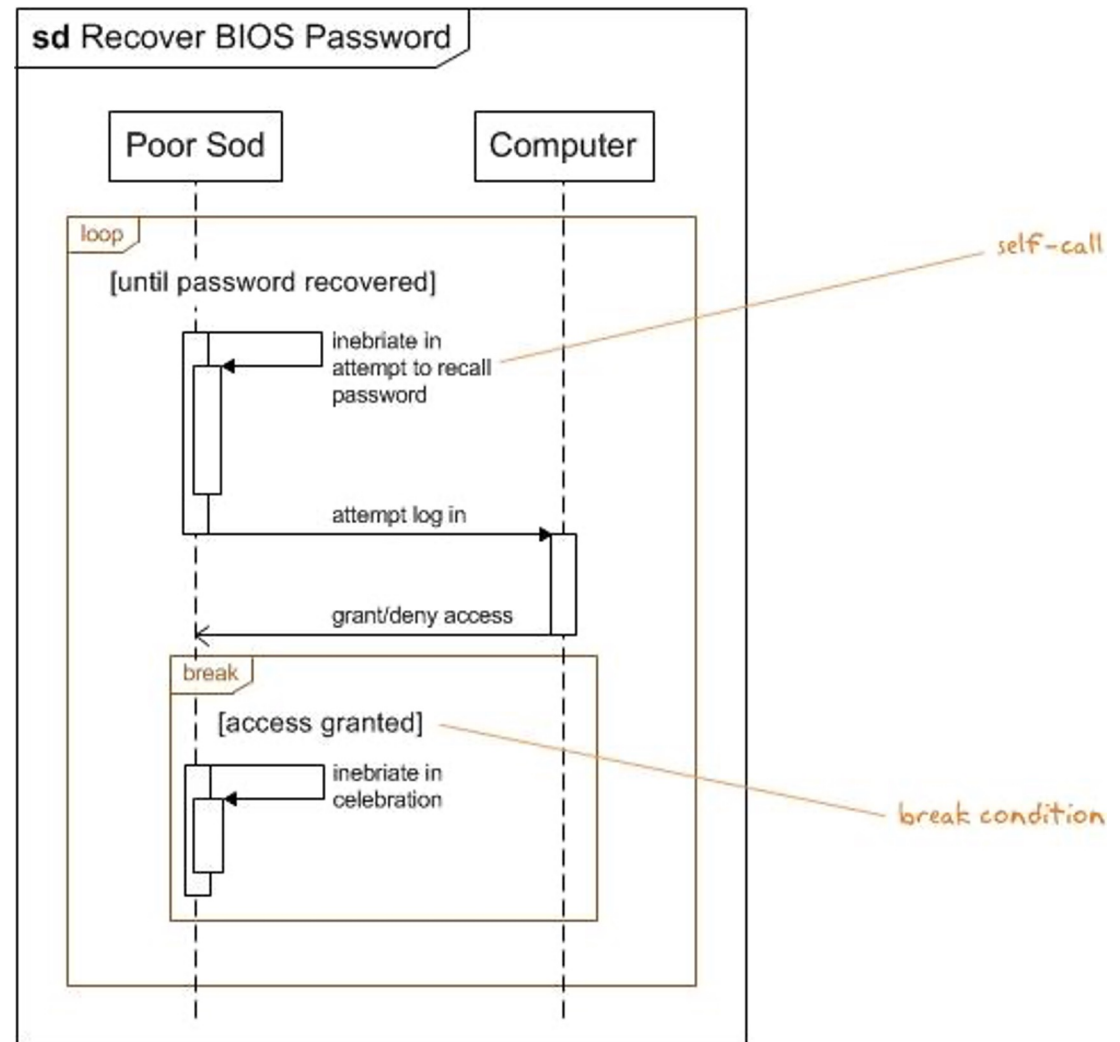 sd Recover BIOS Password
Poor Sod
Computer
loop
self-call
[until password recovered]
inebriate in
attempt to recall
password
attempt log in
grant/deny access
break
[access granted]
inebriate in
celebration
break condition